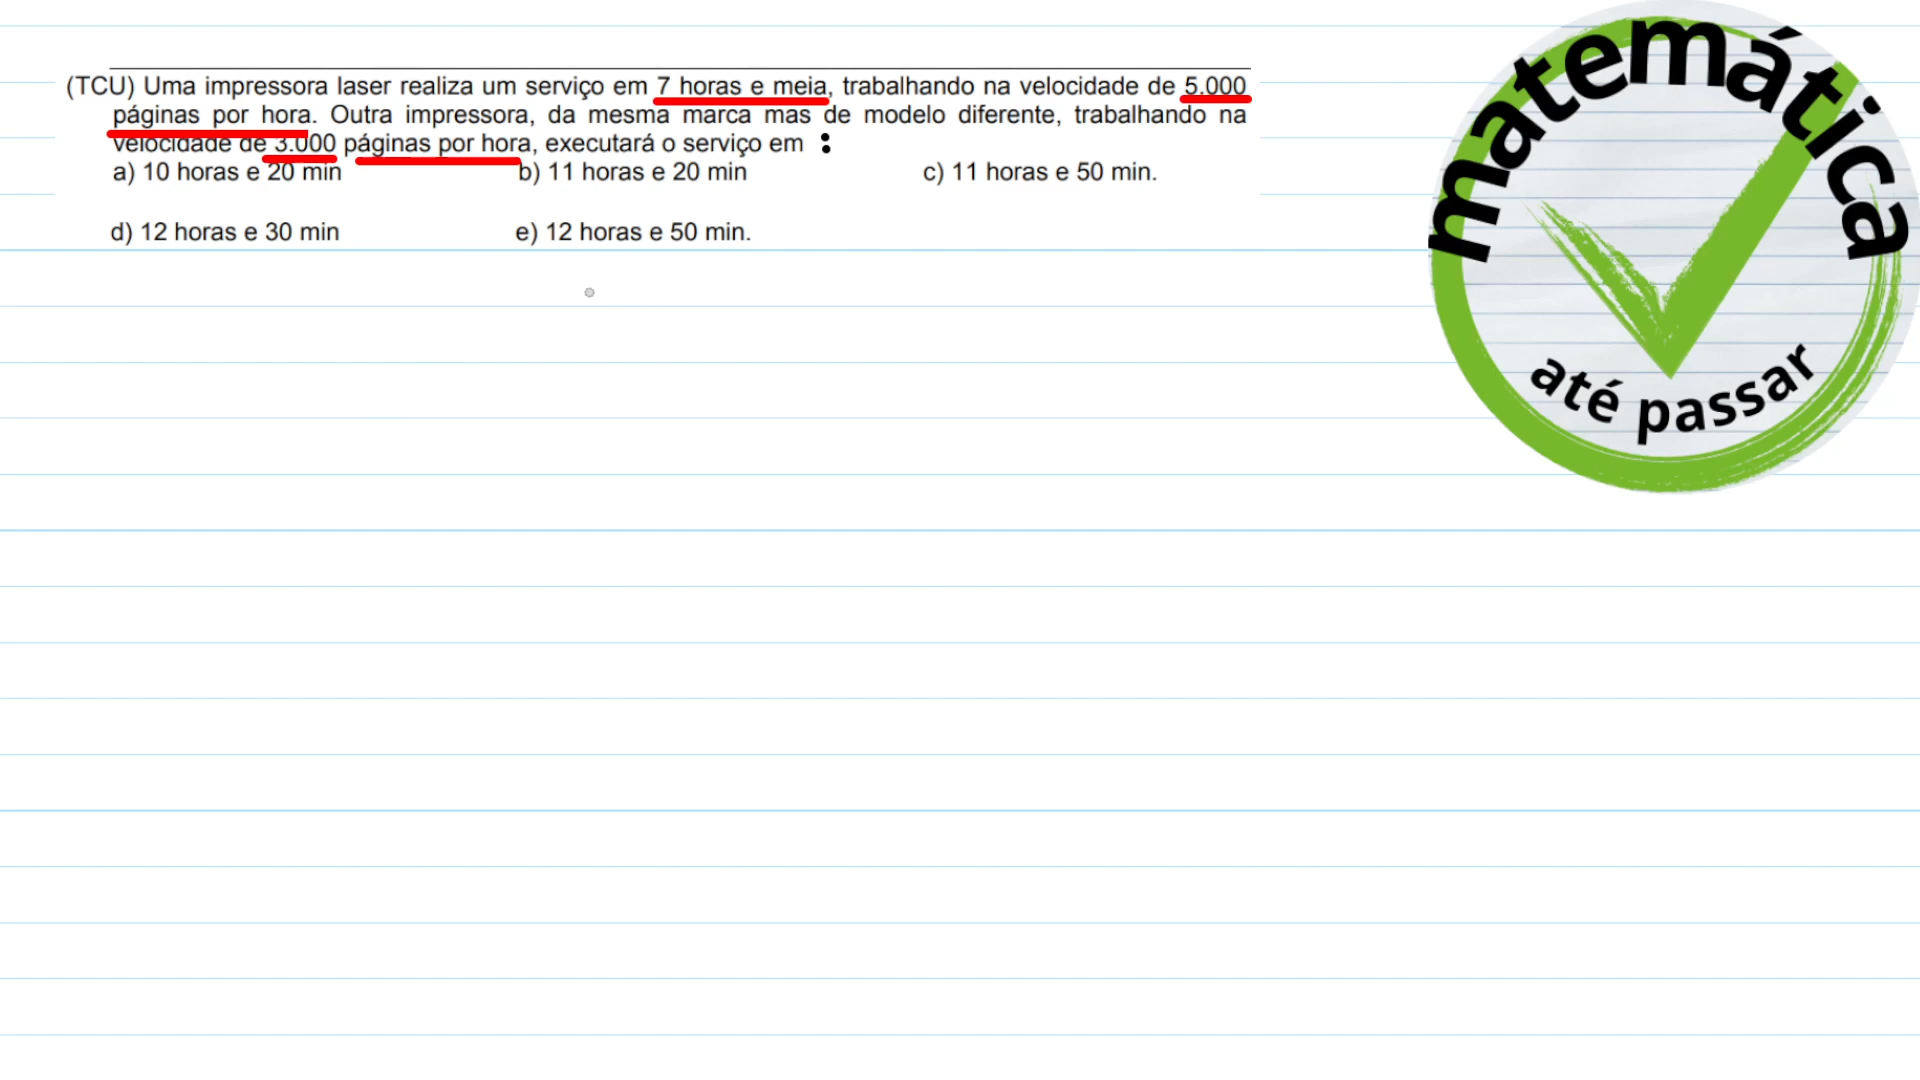 (TCU) Uma impressora laser realiza um serviço em 7 horas e meia, trabalhando na velocidade de 5.000
páginas por hora. Outra impressora, da mesma marca mas de modelo diferente, trabalhando na
velocidade de 3.000 páginas por hora, executará o serviço em :
a) 10 horas e 20 min b) 11 horas e 20 min c) 11 horas e 50 min.
d) 12 horas e 30 min e) 12 horas e 50 min.
matemática
até passar